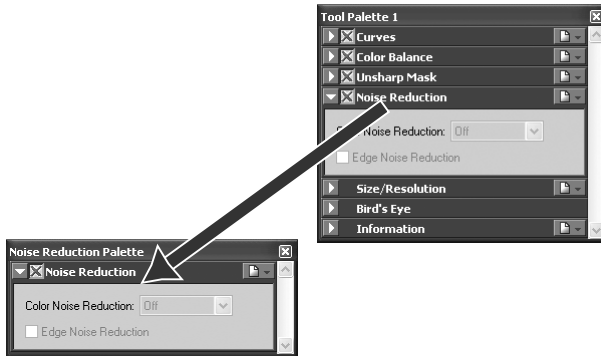 Tool Palette 1
Curves
Color Balance
Unsharp Mask
Noise Reduction
Noise Reduction: Off
Edge Noise Reduction
Size/Resolution
Bird's Eye
Information
Noise Reduction Palette
Noise Reduction
Color Noise Reduction: Off
Edge Noise Reduction